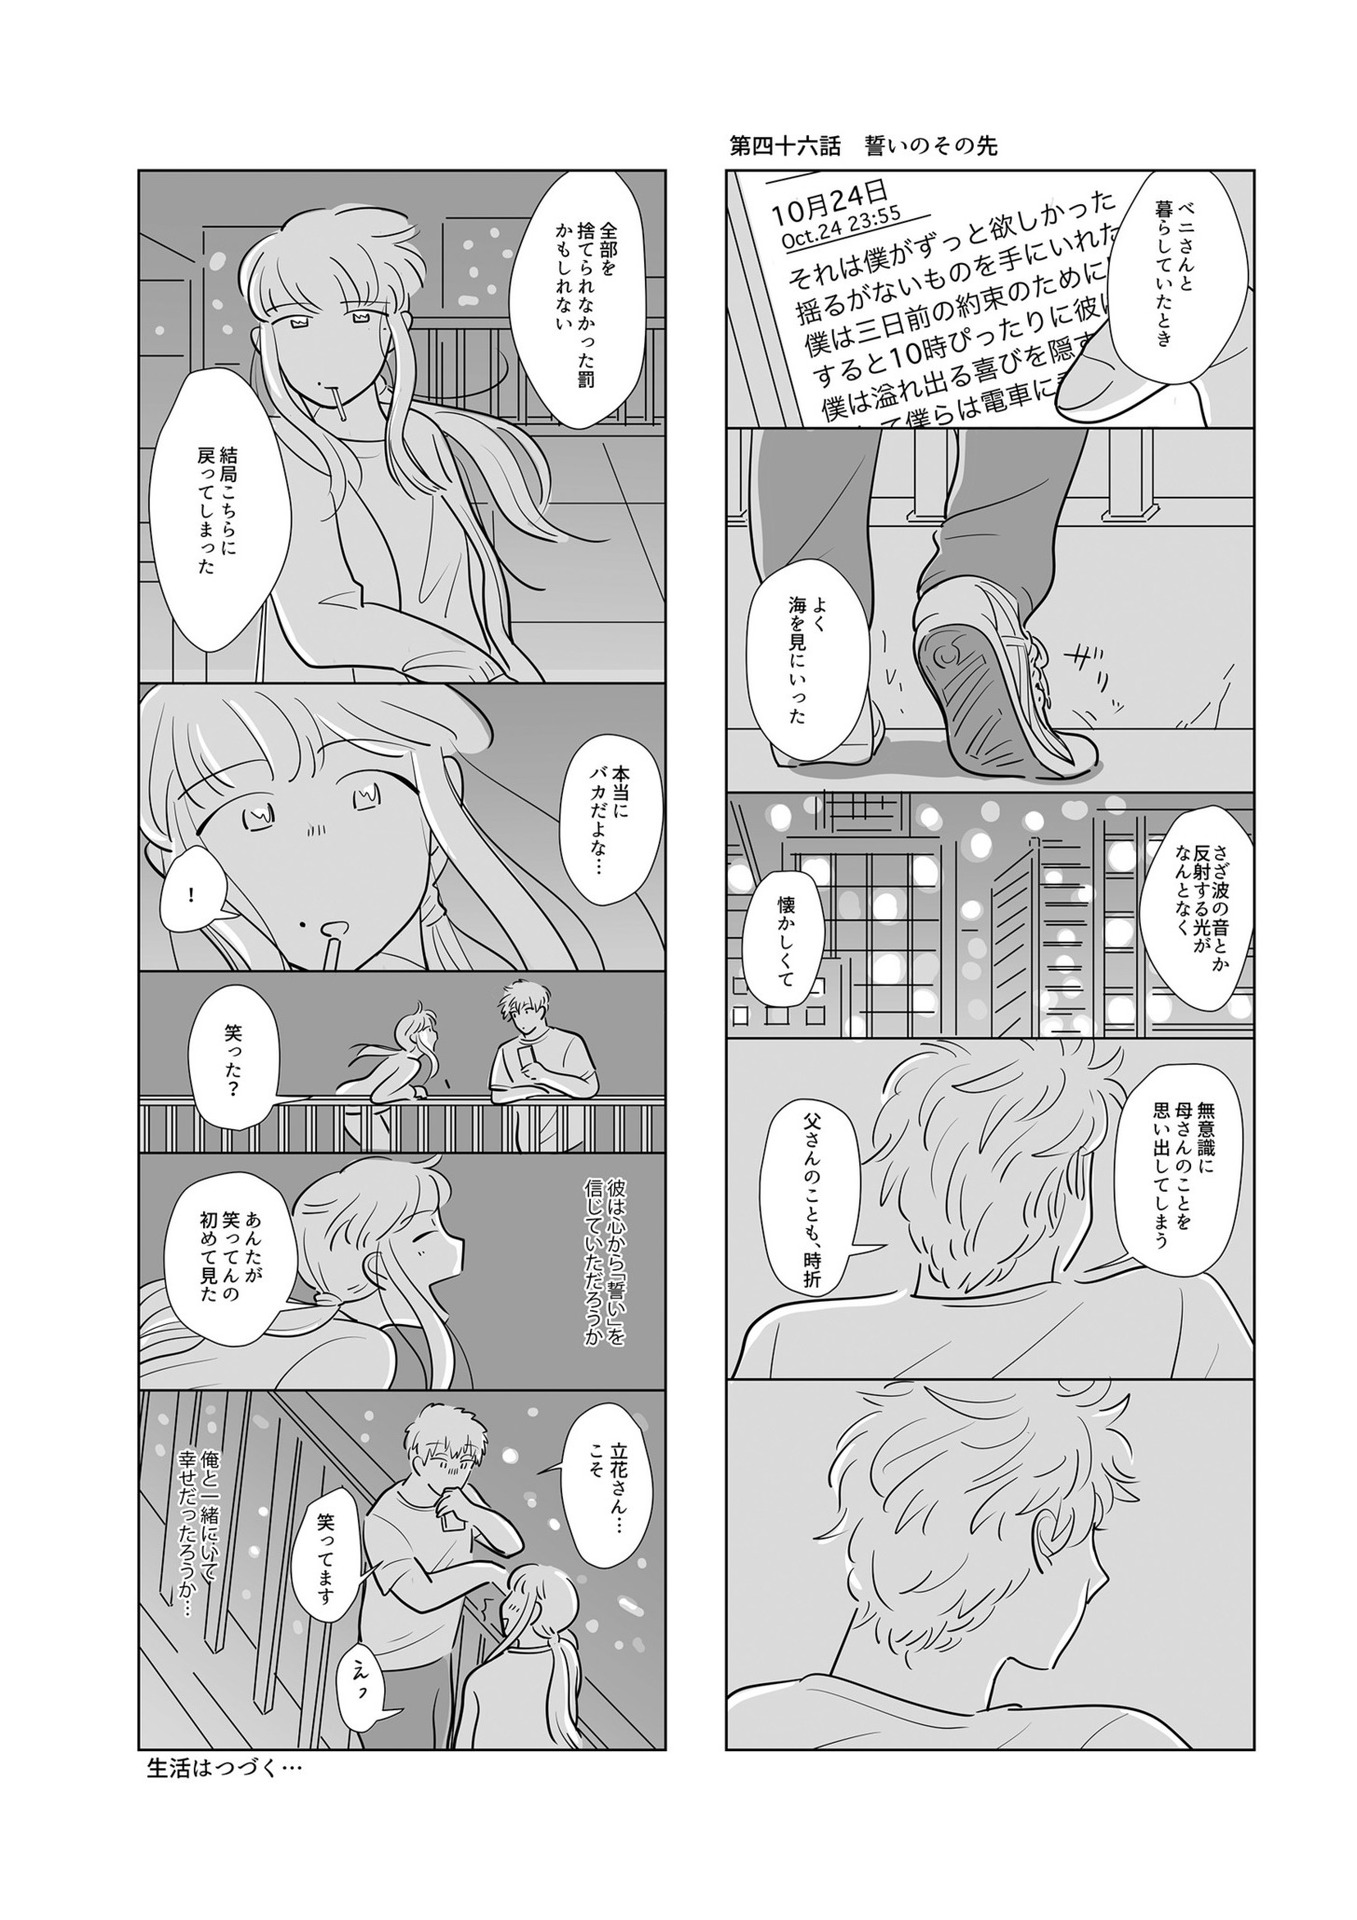 第四十六話　誓いのその先
ベニさんと
暮らしていたとき
10月24日
Oct.24 23:55
それは僕がずっと欲しかった
揺るがないものを手にいれた
僕は三日前の約束のために
すると10時ぴったりに彼は
僕は溢れ出る喜びを隠す
て僕らは電車に
よく
海を見にいった
ザリ
さざ波の音とか
反射する光が
なんとなく
懐かしくて
無意識に
母さんのことを
思い出してしまう
父さんのことも、時折
全部を
捨てられなかった罰
かもしれない
結局こちらに
戻ってしまった
本当に
バカだよな…
！
笑った？
彼は心から「誓い」を
信じていただろうか
あんたが
笑ってんの
初めて見た
立花さん…
こそ
笑ってます
えっ
俺と一緒にいて
幸せだったろうか…
生活はつづく…